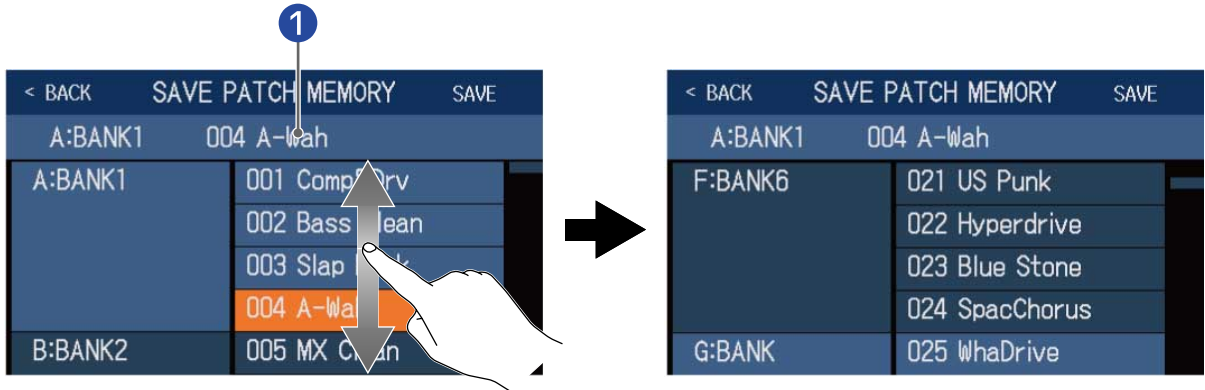 1
< BACK SAVE PATCH MEMORY SAVE
A:BANK1 004 A-Wah
A:BANK1 001 Comp
002 Bass
003 Slap
004 A-Wah
B:BANK2 005 MX
< BACK SAVE PATCH MEMORY SAVE
A:BANK1 004 A-Wah
F:BANK6 021 US Punk
022 Hyperdrive
023 Blue Stone
024 SpacChorus
G:BANK 025 WhaDrive